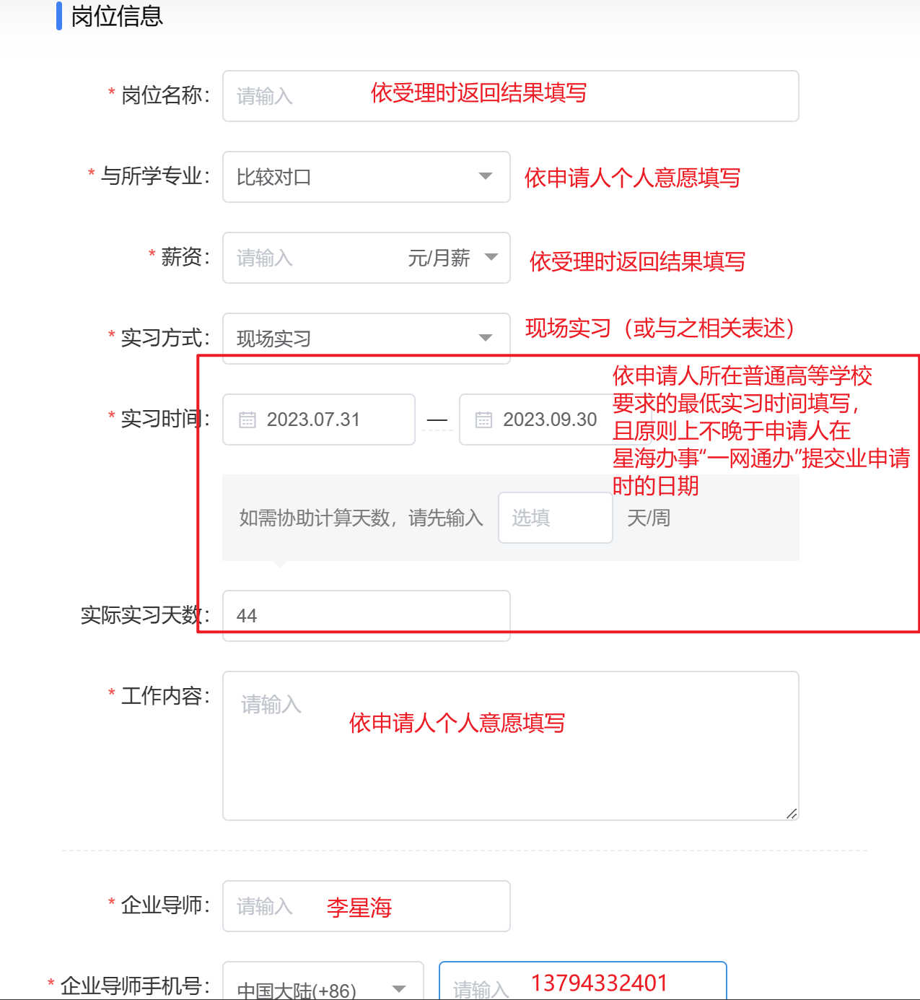 岗位信息
* 岗位名称： 请输入 依受理时返回结果填写
* 与所学专业： 比较对口 依申请人个人意愿填写
* 薪资： 请输入 元/月薪 依受理时返回结果填写
* 实习方式： 现场实习 现场实习（或与之相关表述）
* 实习时间： 2023.07.31 — 2023.09.30
依申请人所在普通高等学校
要求的最低实习时间填写，
且原则上不晚于申请人在
星海办事“一网通办”提交业申请
时的日期
如需协助计算天数，请先输入 选填 天/周
实际实习天数： 44
* 工作内容： 请输入
依申请人个人意愿填写
* 企业导师： 请输入 李星海
* 企业导师手机号： 中国大陆(+86) 请输入 13794332401